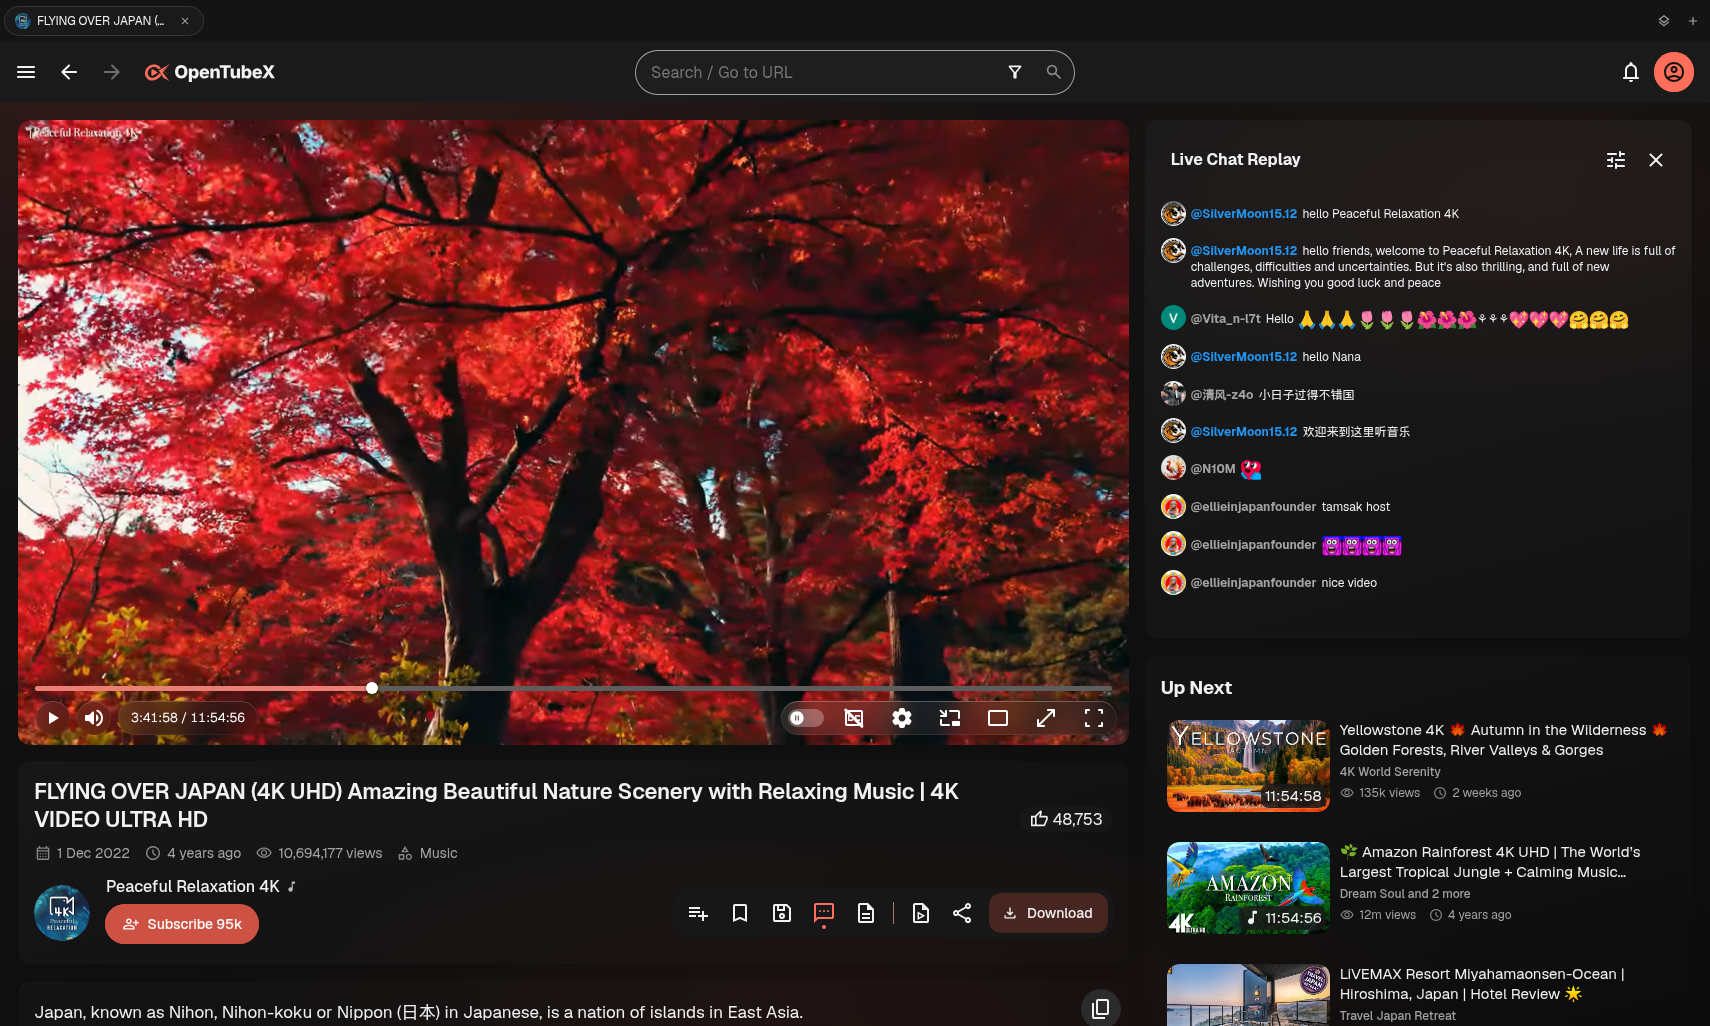 FLYING OVER JAPAN (...
OpenTubeX
Search / Go to URL
Peaceful Relaxation 4K
3:41:58 / 11:54:56
FLYING OVER JAPAN (4K UHD) Amazing Beautiful Nature Scenery with Relaxing Music | 4K
VIDEO ULTRA HD
48,753
1 Dec 2022 4 years ago 10,694,177 views Music
Peaceful Relaxation 4K
4K
Peaceful
RELAXATION
Subscribe 95k
Download
Japan, known as Nihon, Nihon-koku or Nippon (日本) in Japanese, is a nation of islands in East Asia.
Live Chat Replay
@SilverMoon15.12 hello Peaceful Relaxation 4K
@SilverMoon15.12 hello friends, welcome to Peaceful Relaxation 4K, A new life is full of
challenges, difficulties and uncertainties. But it's also thrilling, and full of new
adventures. Wishing you good luck and peace
V @Vita_n-l7t Hello 🙏🙏🙏🌷🌷🌷🌺🌺🌺⚘⚘⚘💖💖💖🤗🤗🤗
@SilverMoon15.12 hello Nana
@清风-z4o 小日子过得不错国
@SilverMoon15.12 欢迎来到这里听音乐
@N10M
@ellieinjapanfounder tamsak host
@ellieinjapanfounder
@ellieinjapanfounder nice video
Up Next
YELLOWSTONE
AUTUMN
11:54:58
Yellowstone 4K 🍁 Autumn in the Wilderness 🍁
Golden Forests, River Valleys & Gorges
4K World Serenity
135k views 2 weeks ago
AMAZON
RAINFOREST
4K ULTRA HD
11:54:56
🌿 Amazon Rainforest 4K UHD | The World's
Largest Tropical Jungle + Calming Music...
Dream Soul and 2 more
12m views 4 years ago
TRAVEL
JAPAN
LiVEMAX Resort Miyahamaonsen-Ocean |
Hiroshima, Japan | Hotel Review 🌟
Travel Japan Retreat